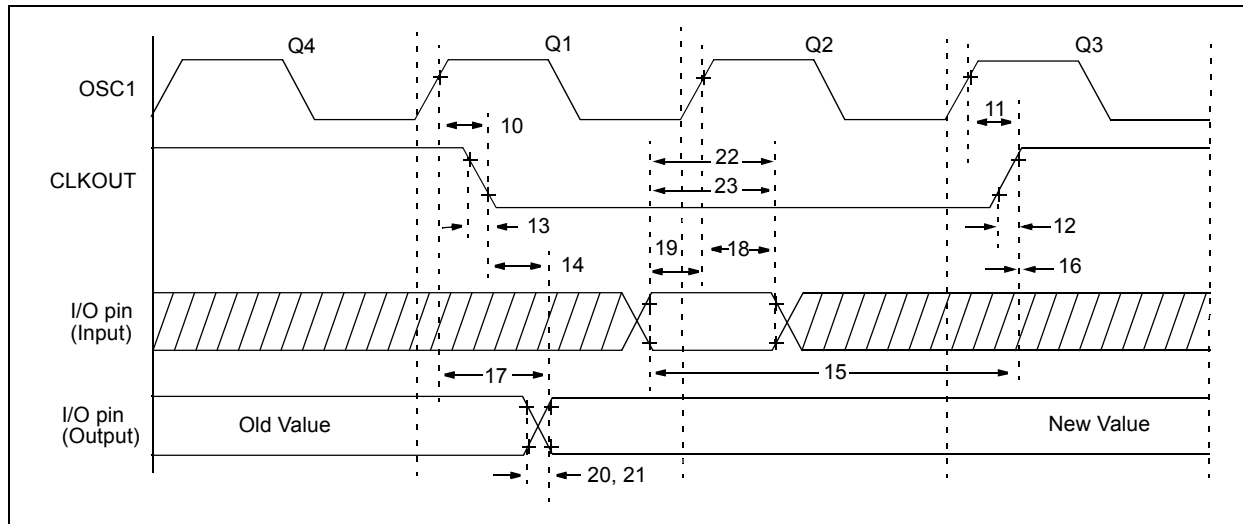 Q4 Q1 Q2 Q3
OSC1
10 11
22
CLKOUT
23
13 12
19 18
14 16
I/O pin
(Input)
17 15
I/O pin
(Output)
Old Value New Value
20, 21